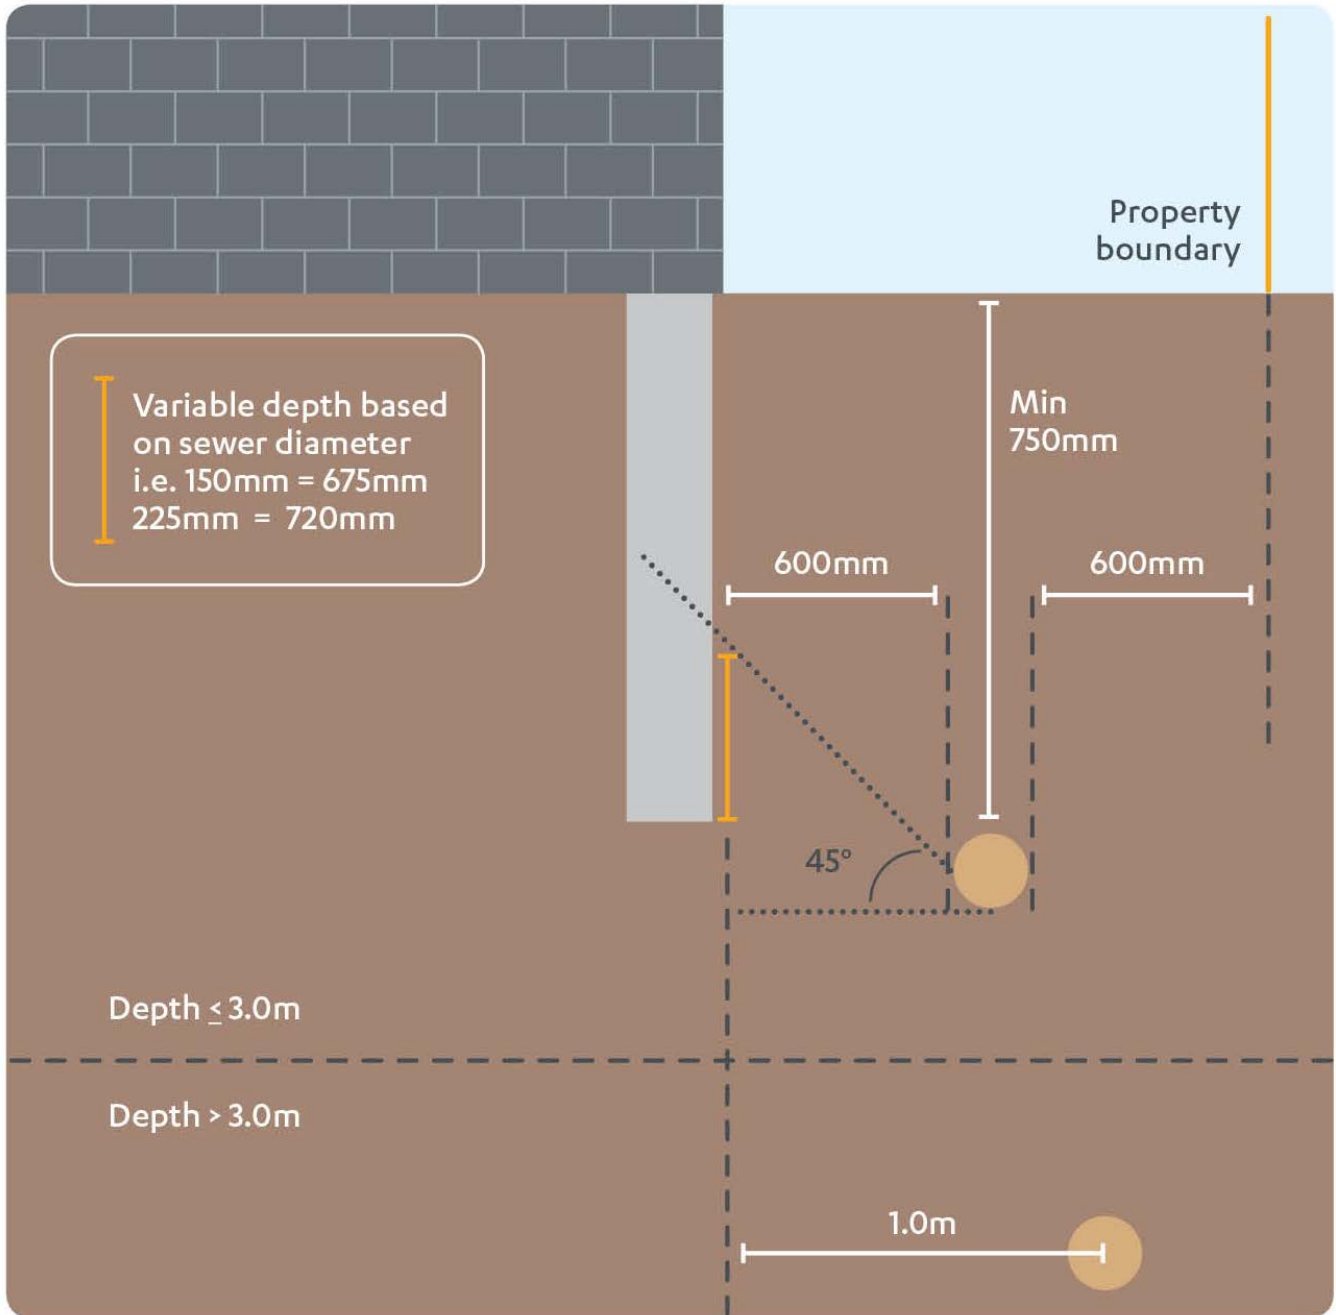 Property
boundary
Variable depth based
on sewer diameter
i.e. 150mm = 675mm
225mm = 720mm
Min
750mm
600mm
600mm
45°
Depth ≤ 3.0m
Depth > 3.0m
1.0m